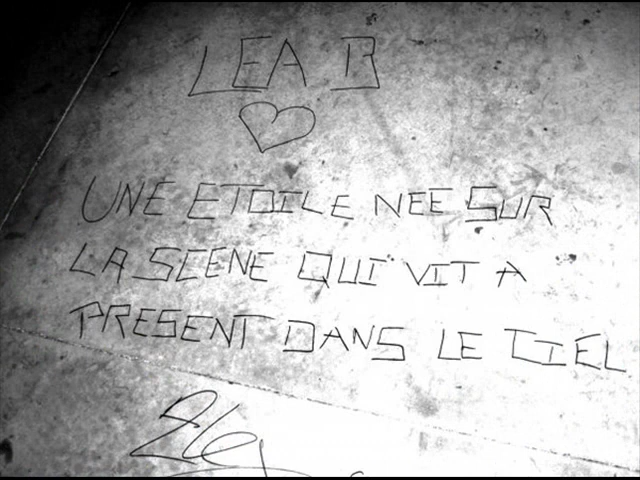 LEA B
UNE ETOILE NEE SUR
LA SCENE QUI VIT A
PRESENT DANS LE CIEL